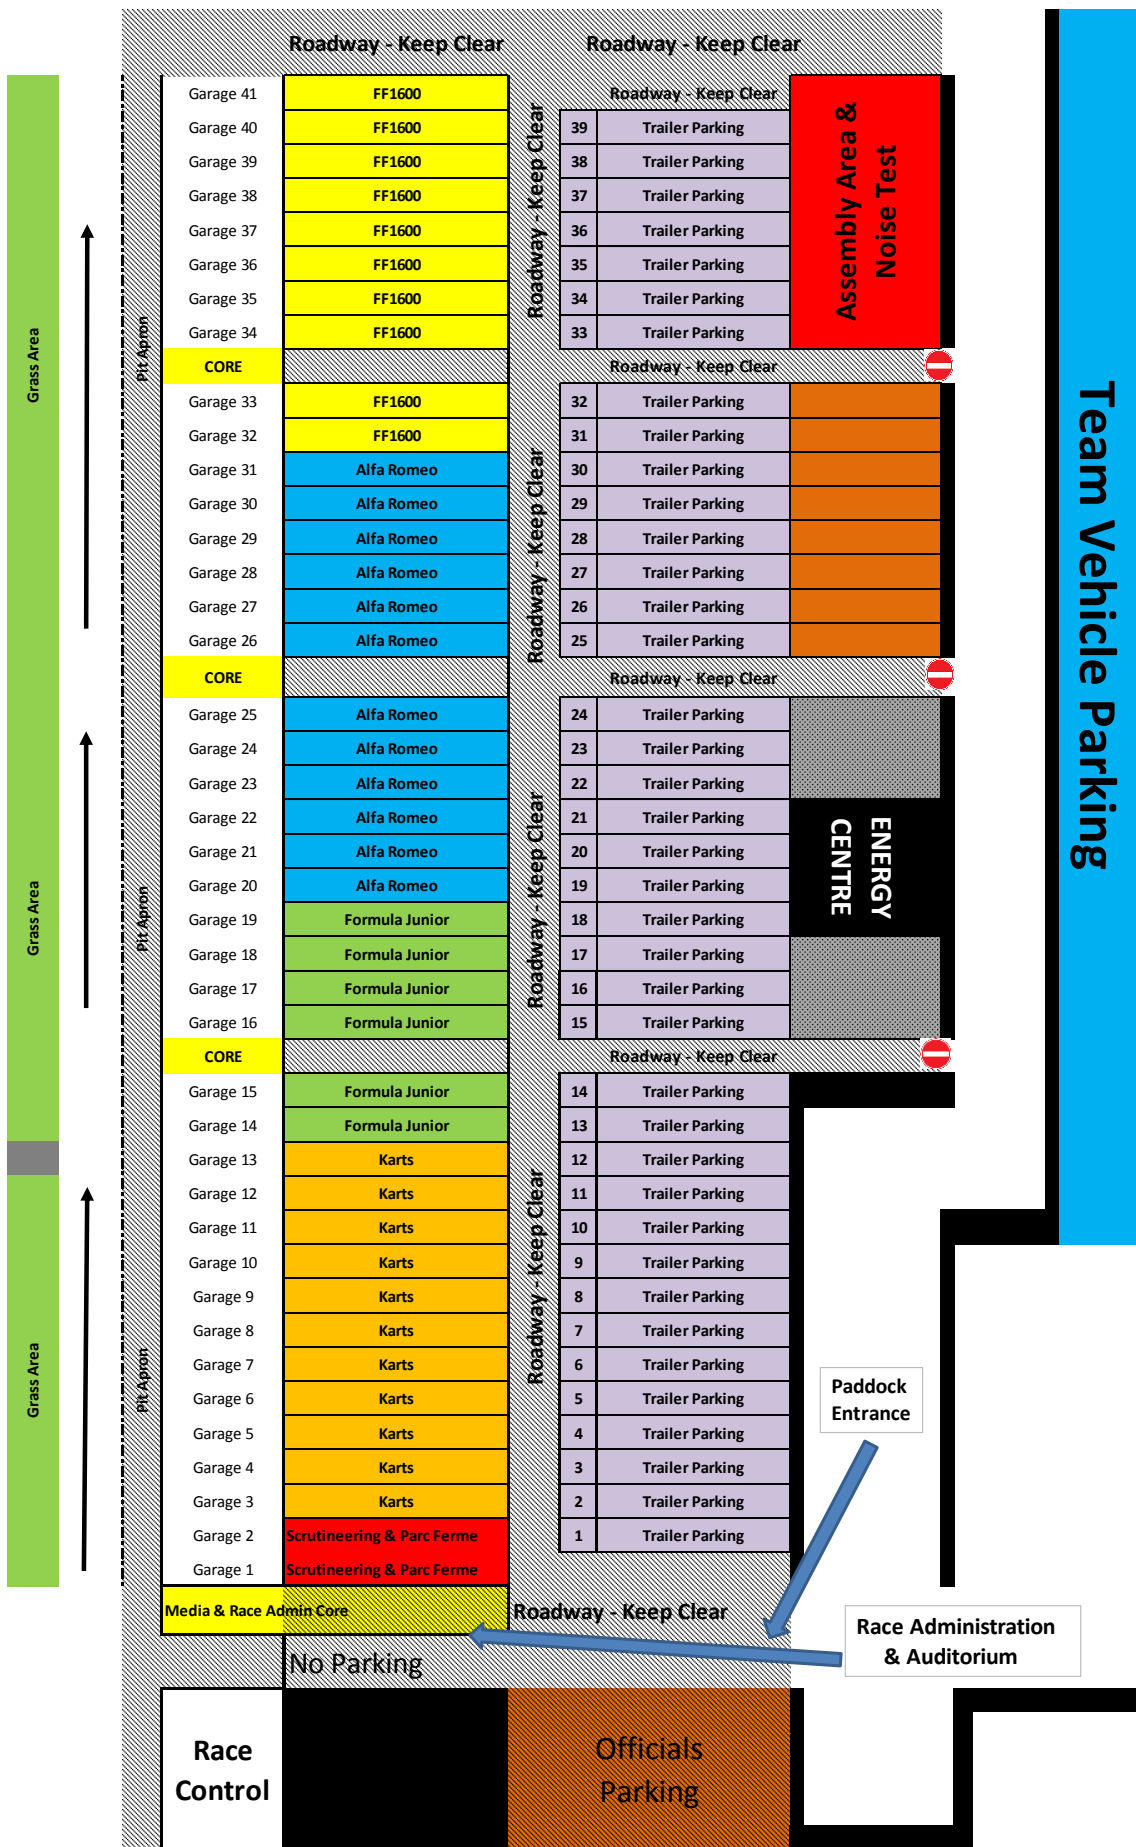 Roadway - Keep Clear
Roadway - Keep Clear
Garage 41
FF1600
Roadway - Keep Clear
Garage 40
FF1600
39
Trailer Parking
Garage 39
FF1600
38
Trailer Parking
Garage 38
FF1600
37
Trailer Parking
Garage 37
FF1600
36
Trailer Parking
Garage 36
FF1600
35
Trailer Parking
Garage 35
FF1600
34
Trailer Parking
Garage 34
FF1600
33
Trailer Parking
Roadway - Keep Clear
Assembly Area &
Noise Test
Grass Area
Pit Apron
CORE
Roadway - Keep Clear
Garage 33
FF1600
32
Trailer Parking
Garage 32
FF1600
31
Trailer Parking
Garage 31
Alfa Romeo
30
Trailer Parking
Garage 30
Alfa Romeo
29
Trailer Parking
Garage 29
Alfa Romeo
28
Trailer Parking
Garage 28
Alfa Romeo
27
Trailer Parking
Garage 27
Alfa Romeo
26
Trailer Parking
Garage 26
Alfa Romeo
25
Trailer Parking
Roadway - Keep Clear
Team Vehicle Parking
CORE
Roadway - Keep Clear
Garage 25
Alfa Romeo
24
Trailer Parking
Garage 24
Alfa Romeo
23
Trailer Parking
Garage 23
Alfa Romeo
22
Trailer Parking
Garage 22
Alfa Romeo
21
Trailer Parking
Garage 21
Alfa Romeo
20
Trailer Parking
Garage 20
Alfa Romeo
19
Trailer Parking
Garage 19
Formula Junior
18
Trailer Parking
Garage 18
Formula Junior
17
Trailer Parking
Garage 17
Formula Junior
16
Trailer Parking
Garage 16
Formula Junior
15
Trailer Parking
Roadway - Keep Clear
ENERGY
CENTRE
Grass Area
Pit Apron
CORE
Roadway - Keep Clear
Garage 15
Formula Junior
14
Trailer Parking
Garage 14
Formula Junior
13
Trailer Parking
Garage 13
Karts
12
Trailer Parking
Garage 12
Karts
11
Trailer Parking
Garage 11
Karts
10
Trailer Parking
Garage 10
Karts
9
Trailer Parking
Garage 9
Karts
8
Trailer Parking
Garage 8
Karts
7
Trailer Parking
Garage 7
Karts
6
Trailer Parking
Garage 6
Karts
5
Trailer Parking
Garage 5
Karts
4
Trailer Parking
Garage 4
Karts
3
Trailer Parking
Garage 3
Karts
2
Trailer Parking
Garage 2
Scrutineering & Parc Ferme
1
Trailer Parking
Garage 1
Scrutineering & Parc Ferme
Roadway - Keep Clear
Grass Area
Pit Apron
Paddock
Entrance
Media & Race Admin Core
Roadway - Keep Clear
Race Administration
& Auditorium
No Parking
Race
Control
Officials
Parking